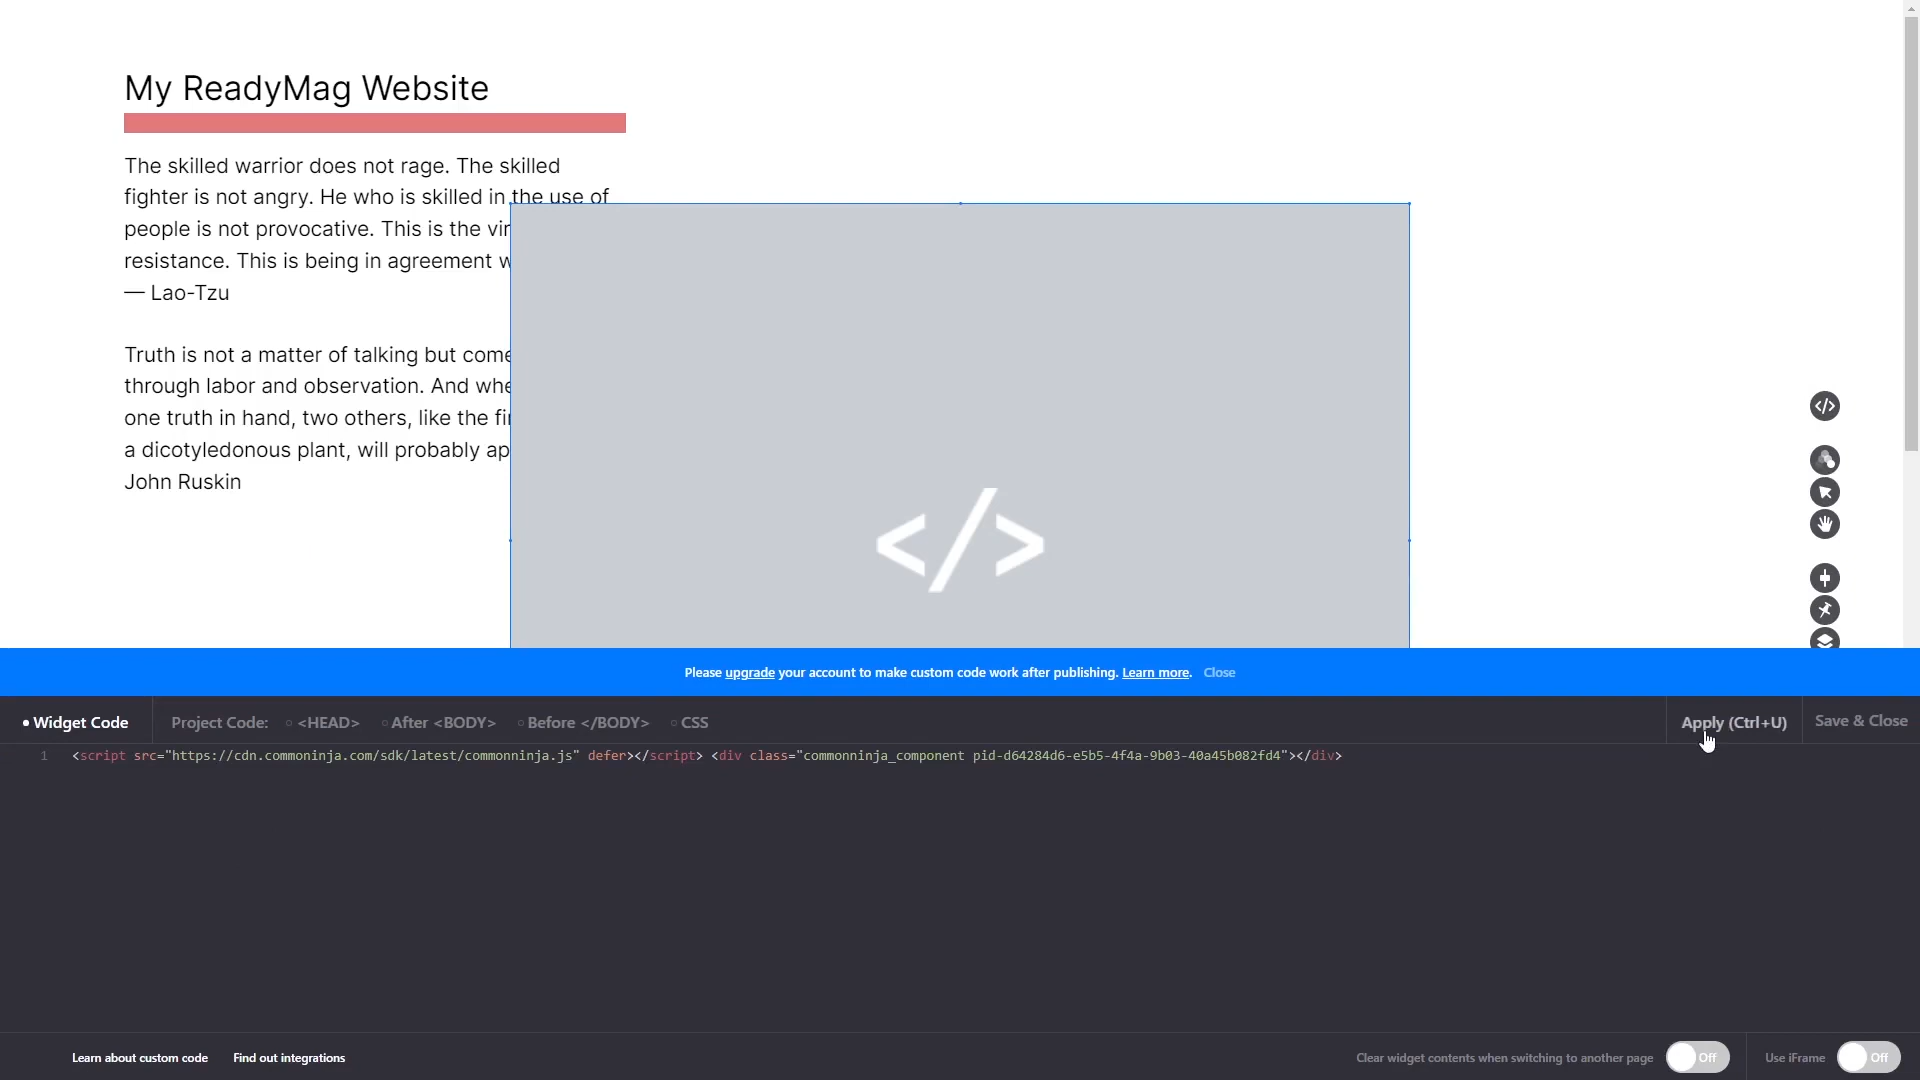 My ReadyMag Website
The skilled warrior does not rage. The skilled
fighter is not angry. He who is skilled in the use of
people is not provocative. This is the vir
resistance. This is being in agreement w
— Lao-Tzu
Truth is not a matter of talking but come
through labor and observation. And whe
one truth in hand, two others, like the fir
a dicotyledonous plant, will probably ap
John Ruskin
</>
Please upgrade your account to make custom code work after publishing. Learn more. Close
Widget Code Project Code: <HEAD> After <BODY> Before </BODY> CSS Apply (Ctrl+U) Save & Close
1 <script src="https://cdn.commoninja.com/sdk/latest/commonninja.js" defer></script> <div class="commonninja_component pid-d64284d6-e5b5-4f4a-9b03-40a45b082fd4"></div>
Learn about custom code Find out integrations Clear widget contents when switching to another page Off Use iFrame Off